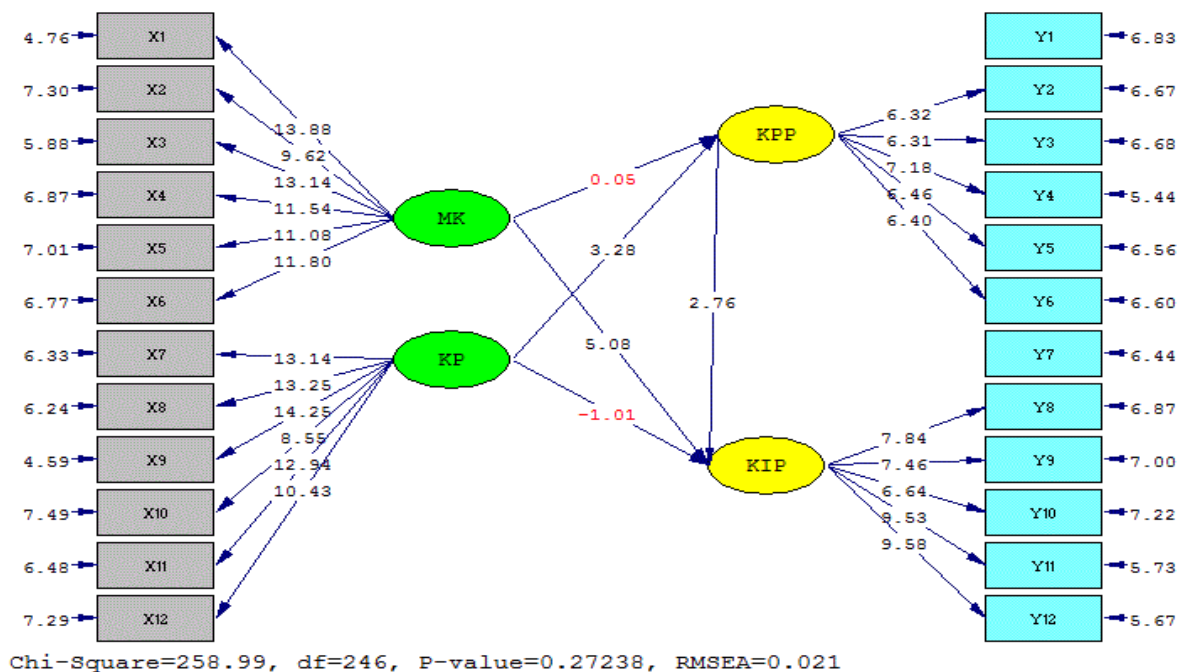 4.76 X1
7.30 X2
5.88 X3
6.87 X4
7.01 X5
6.77 X6
6.33 X7
6.24 X8
4.59 X9
7.49 X10
6.48 X11
7.29 X12
13.88
9.62
13.14
11.54
11.08
11.80
MK
13.14
13.25
14.25
8.55
12.94
10.43
KP
0.05
3.28
5.08
-1.01
2.76
KPP
6.32
6.31
7.18
6.46
6.40
KIP
7.84
7.46
6.64
9.53
9.58
Y1 6.83
Y2 6.67
Y3 6.68
Y4 5.44
Y5 6.56
Y6 6.60
Y7 6.44
Y8 6.87
Y9 7.00
Y10 7.22
Y11 5.73
Y12 5.67
Chi-Square=258.99, df=246, P-value=0.27238, RMSEA=0.021